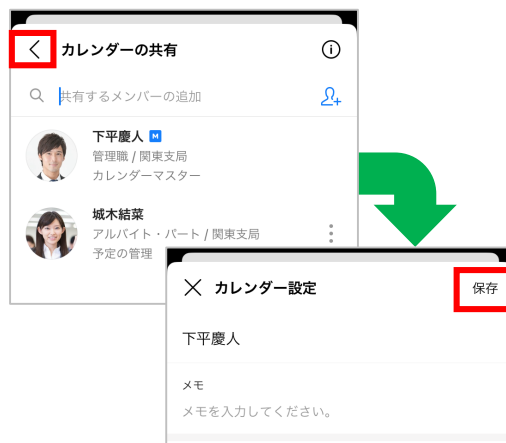 カレンダーの共有
共有するメンバーの追加
下平慶人 M
管理職 / 関東支局
カレンダーマスター
城木結菜
アルバイト・パート / 関東支局
予定の管理
カレンダー設定
保存
下平慶人
メモ
メモを入力してください。